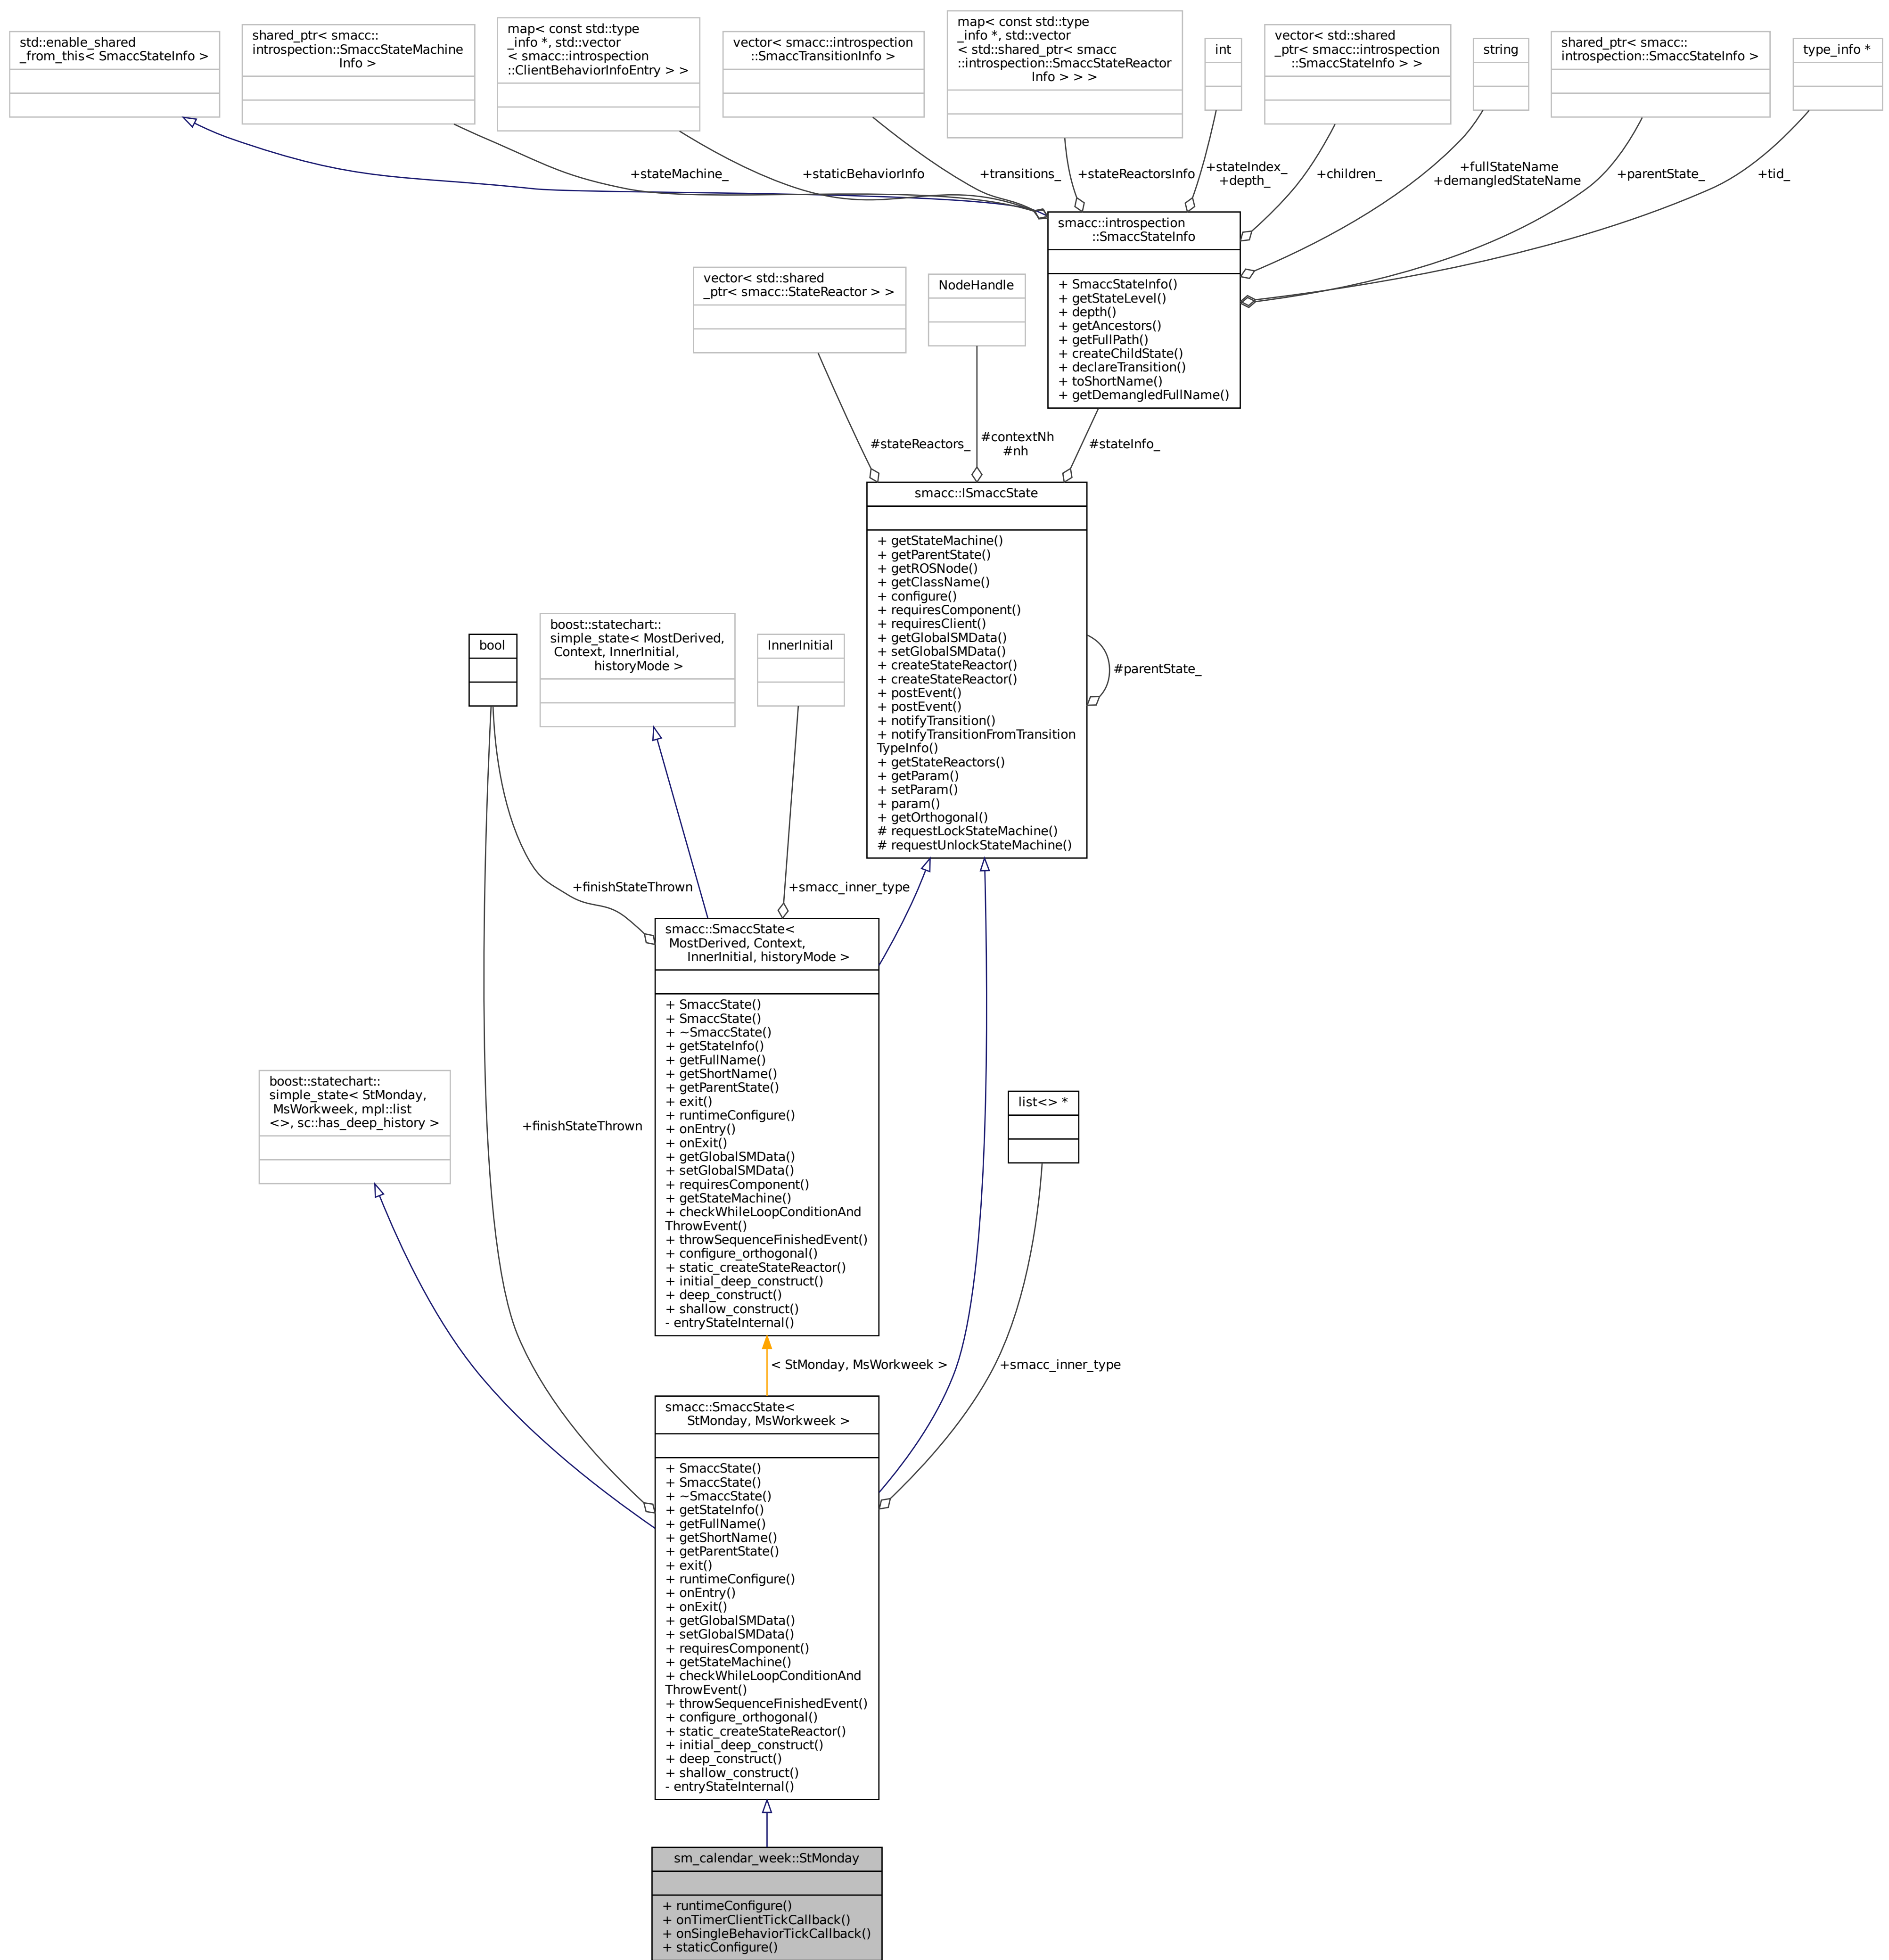 std::enable_shared
_from_this< SmaccStateInfo >
shared_ptr< smacc::
introspection::SmaccStateMachine
Info >
map< const std::type
_info *, std::vector
< smacc::introspection
::ClientBehaviorInfoEntry > >
vector< smacc::introspection
::SmaccTransitionInfo >
map< const std::type
_info *, std::vector
< std::shared_ptr< smacc
::introspection::SmaccStateReactor
Info > > >
int
vector< std::shared
_ptr< smacc::introspection
::SmaccStateInfo > >
string
shared_ptr< smacc::
introspection::SmaccStateInfo >
type_info *
+stateMachine_
+staticBehaviorInfo
+transitions_
+stateReactorsInfo
+stateIndex_
+depth_
+children_
+fullStateName
+demangledStateName
+parentState_
+tid_
smacc::introspection
::SmaccStateInfo
+ SmaccStateInfo()
+ getStateLevel()
+ depth()
+ getAncestors()
+ getFullPath()
+ createChildState()
+ declareTransition()
+ toShortName()
+ getDemangledFullName()
vector< std::shared
_ptr< smacc::StateReactor > >
NodeHandle
#stateReactors_
#contextNh
#nh
#stateInfo_
smacc::ISmaccState
+ getStateMachine()
+ getParentState()
+ getROSNode()
+ getClassName()
+ configure()
+ requiresComponent()
+ requiresClient()
+ getGlobalSMData()
+ setGlobalSMData()
+ createStateReactor()
+ createStateReactor()
+ postEvent()
+ postEvent()
+ notifyTransition()
+ notifyTransitionFromTransition
TypeInfo()
+ getStateReactors()
+ getParam()
+ setParam()
+ param()
+ getOrthogonal()
# requestLockStateMachine()
# requestUnlockStateMachine()
#parentState_
bool
boost::statechart::
simple_state< MostDerived,
Context, InnerInitial,
historyMode >
InnerInitial
+finishStateThrown
+smacc_inner_type
smacc::SmaccState<
MostDerived, Context,
InnerInitial, historyMode >
+ SmaccState()
+ SmaccState()
+ ~SmaccState()
+ getStateInfo()
+ getFullName()
+ getShortName()
+ getParentState()
+ exit()
+ runtimeConfigure()
+ onEntry()
+ onExit()
+ getGlobalSMData()
+ setGlobalSMData()
+ requiresComponent()
+ getStateMachine()
+ checkWhileLoopConditionAnd
ThrowEvent()
+ throwSequenceFinishedEvent()
+ configure_orthogonal()
+ static_createStateReactor()
+ initial_deep_construct()
+ deep_construct()
+ shallow_construct()
- entryStateInternal()
boost::statechart::
simple_state< StMonday,
MsWorkweek, mpl::list
<>, sc::has_deep_history >
+finishStateThrown
list<> *
< StMonday, MsWorkweek >
+smacc_inner_type
smacc::SmaccState<
StMonday, MsWorkweek >
+ SmaccState()
+ SmaccState()
+ ~SmaccState()
+ getStateInfo()
+ getFullName()
+ getShortName()
+ getParentState()
+ exit()
+ runtimeConfigure()
+ onEntry()
+ onExit()
+ getGlobalSMData()
+ setGlobalSMData()
+ requiresComponent()
+ getStateMachine()
+ checkWhileLoopConditionAnd
ThrowEvent()
+ throwSequenceFinishedEvent()
+ configure_orthogonal()
+ static_createStateReactor()
+ initial_deep_construct()
+ deep_construct()
+ shallow_construct()
- entryStateInternal()
sm_calendar_week::StMonday
+ runtimeConfigure()
+ onTimerClientTickCallback()
+ onSingleBehaviorTickCallback()
+ staticConfigure()